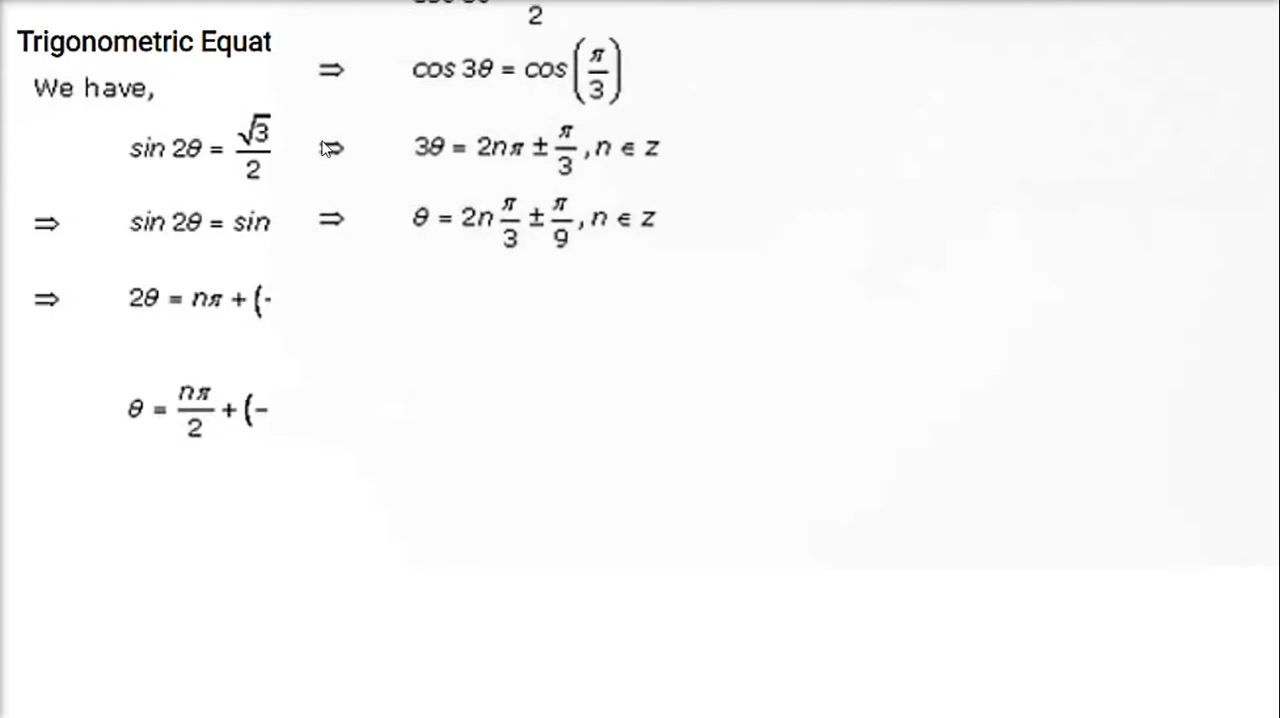 Trigonometric Equat
We have,
sin 2θ = √3/2
⇒ sin 2θ = sin
⇒ 2θ = nπ + (-
θ = nπ/2 + (-
2
⇒ cos 3θ = cos(π/3)
⇒ 3θ = 2nπ ± π/3, n ∈ z
⇒ θ = 2n π/3 ± π/9, n ∈ z